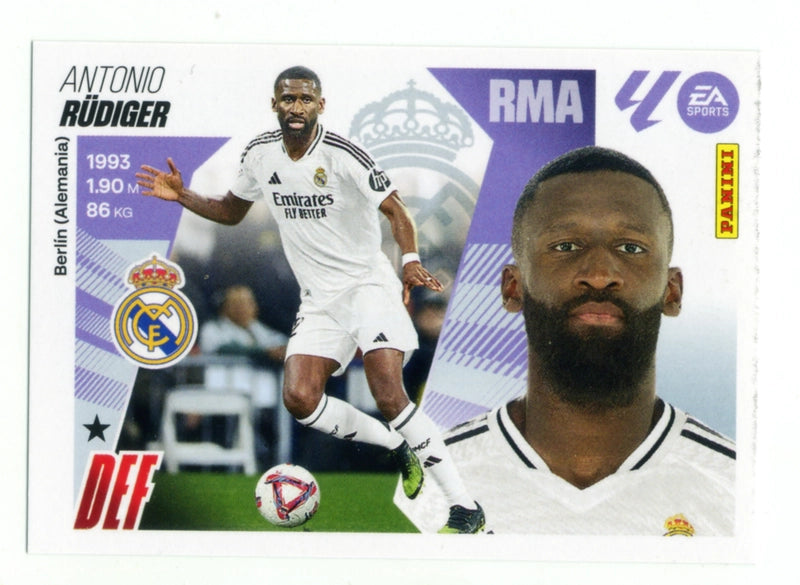 ANTONIO
RÜDIGER
1993
1.90 M
86 KG
Berlín (Alemania)
DEF
Emirates
FLY BETTER
RMA
EA
SPORTS
PANINI